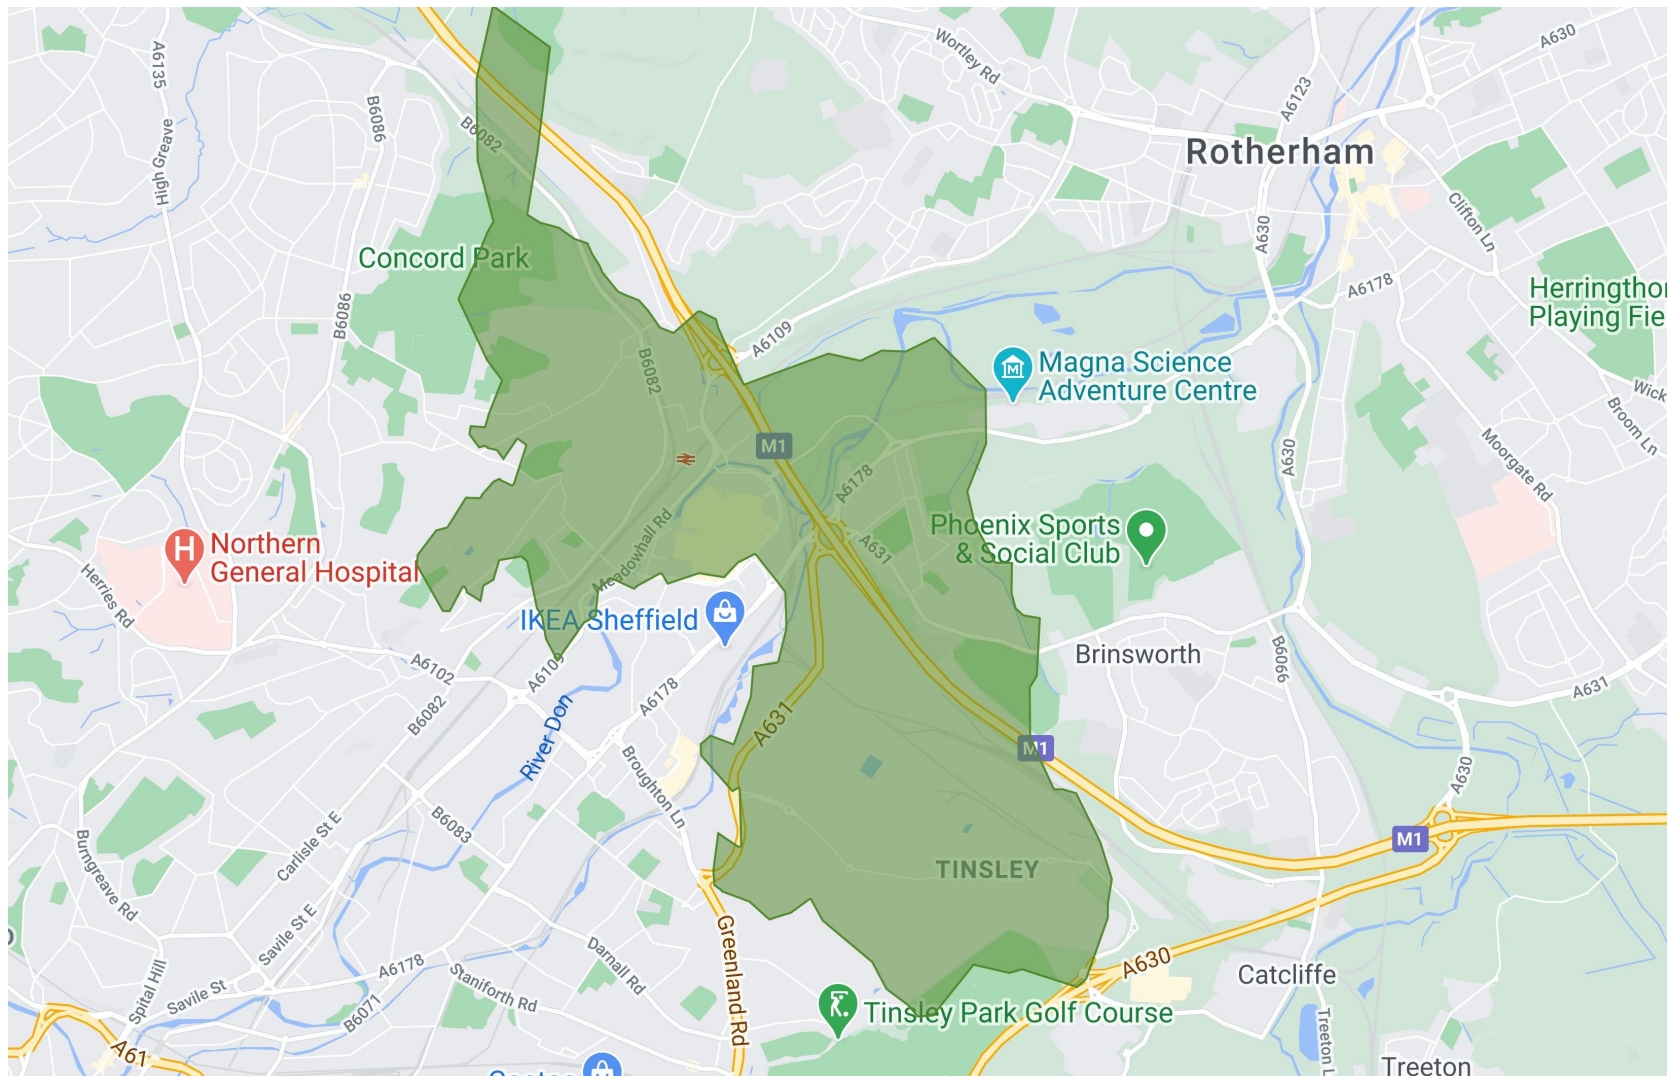 A6135
Wortley Rd
A630
B6086
A6123
B6082
High Greave
Rotherham
Clifton Ln
A630
Concord Park
A6178
Herringthor
Playing Fie
B6086
A6109
B6082
Magna Science
Adventure Centre
Wick
Broom Ln
M1
A630
Moorgate Rd
A6178
Meadowhall Rd
Phoenix Sports
& Social Club
A631
H
Northern
General Hospital
Herries Rd
IKEA Sheffield
Brinsworth
B6066
A6102
A6109
A6178
A631
B6082
River Don
A631
M1
Broughton Ln
A630
B6083
Carlisle St E
M1
Burngreave Rd
TINSLEY
Savile St E
Greenland Rd
Darnall Rd
A630
Catcliffe
A6178
Spital Hill
Savile St
Staniforth Rd
B6071
Tinsley Park Golf Course
Treeton L
A61
Treeton